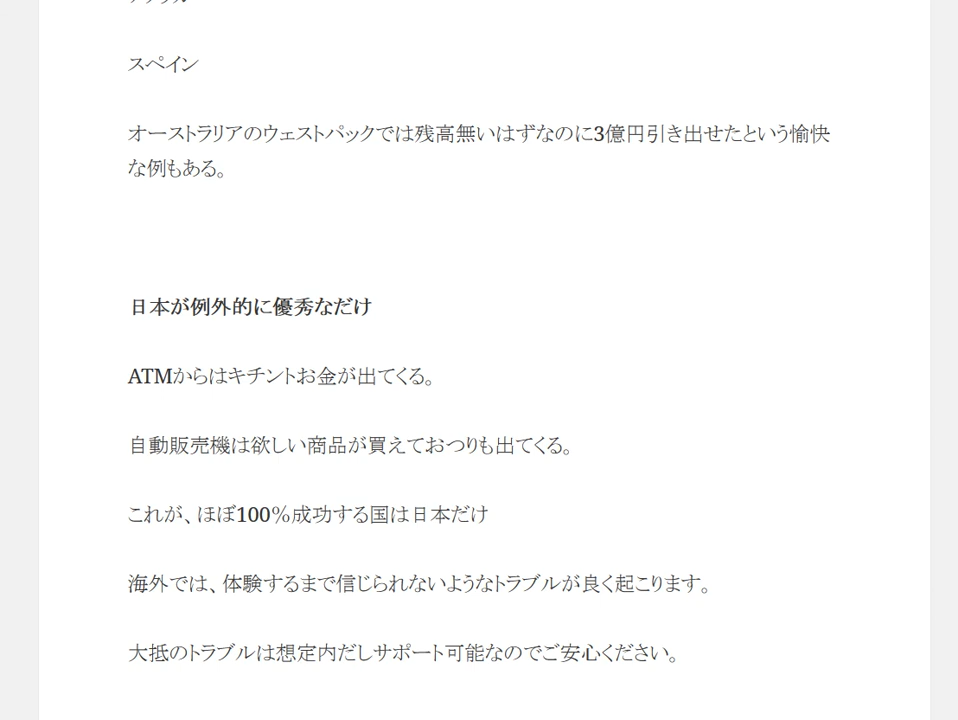 スペイン
オーストラリアのウェストパックでは残高無いはずなのに3億円引き出せたという愉快
な例もある。
日本が例外的に優秀なだけ
ATMからはキチントお金が出てくる。
自動販売機は欲しい商品が買えておつりも出てくる。
これが、ほぼ100%成功する国は日本だけ
海外では、体験するまで信じられないようなトラブルが良く起こります。
大抵のトラブルは想定内だしサポート可能なのでご安心ください。